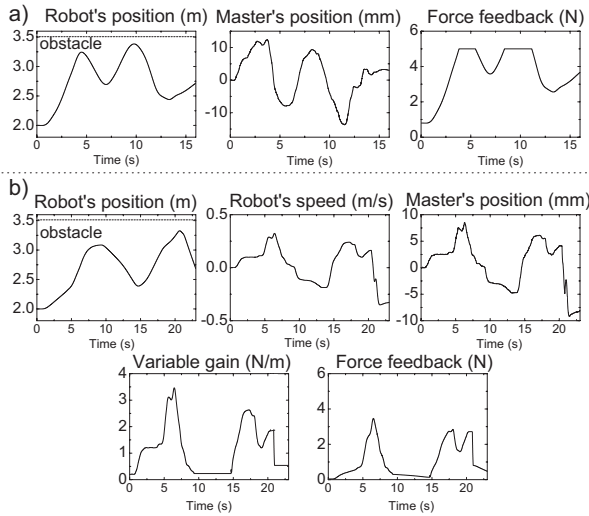 a)
Robot's position (m)
Master's position (mm)
Force feedback (N)
3.5
3.0
2.5
2.0
obstacle
0 5 10 15
Time (s)
10
0
-10
0 5 10 15
Time (s)
6
4
2
0
0 5 10 15
Time (s)
b)
Robot's position (m)
Robot's speed (m/s)
Master's position (mm)
3.5
3.0
2.5
2.0
obstacle
0 5 10 15 20
Time (s)
0.5
0.0
-0.5
0 5 10 15 20
Time (s)
10
5
0
-5
-10
0 5 10 15 20
Time (s)
Variable gain (N/m)
Force feedback (N)
4
3
2
1
0
0 5 10 15 20
Time (s)
6
4
2
0
0 5 10 15 20
Time (s)